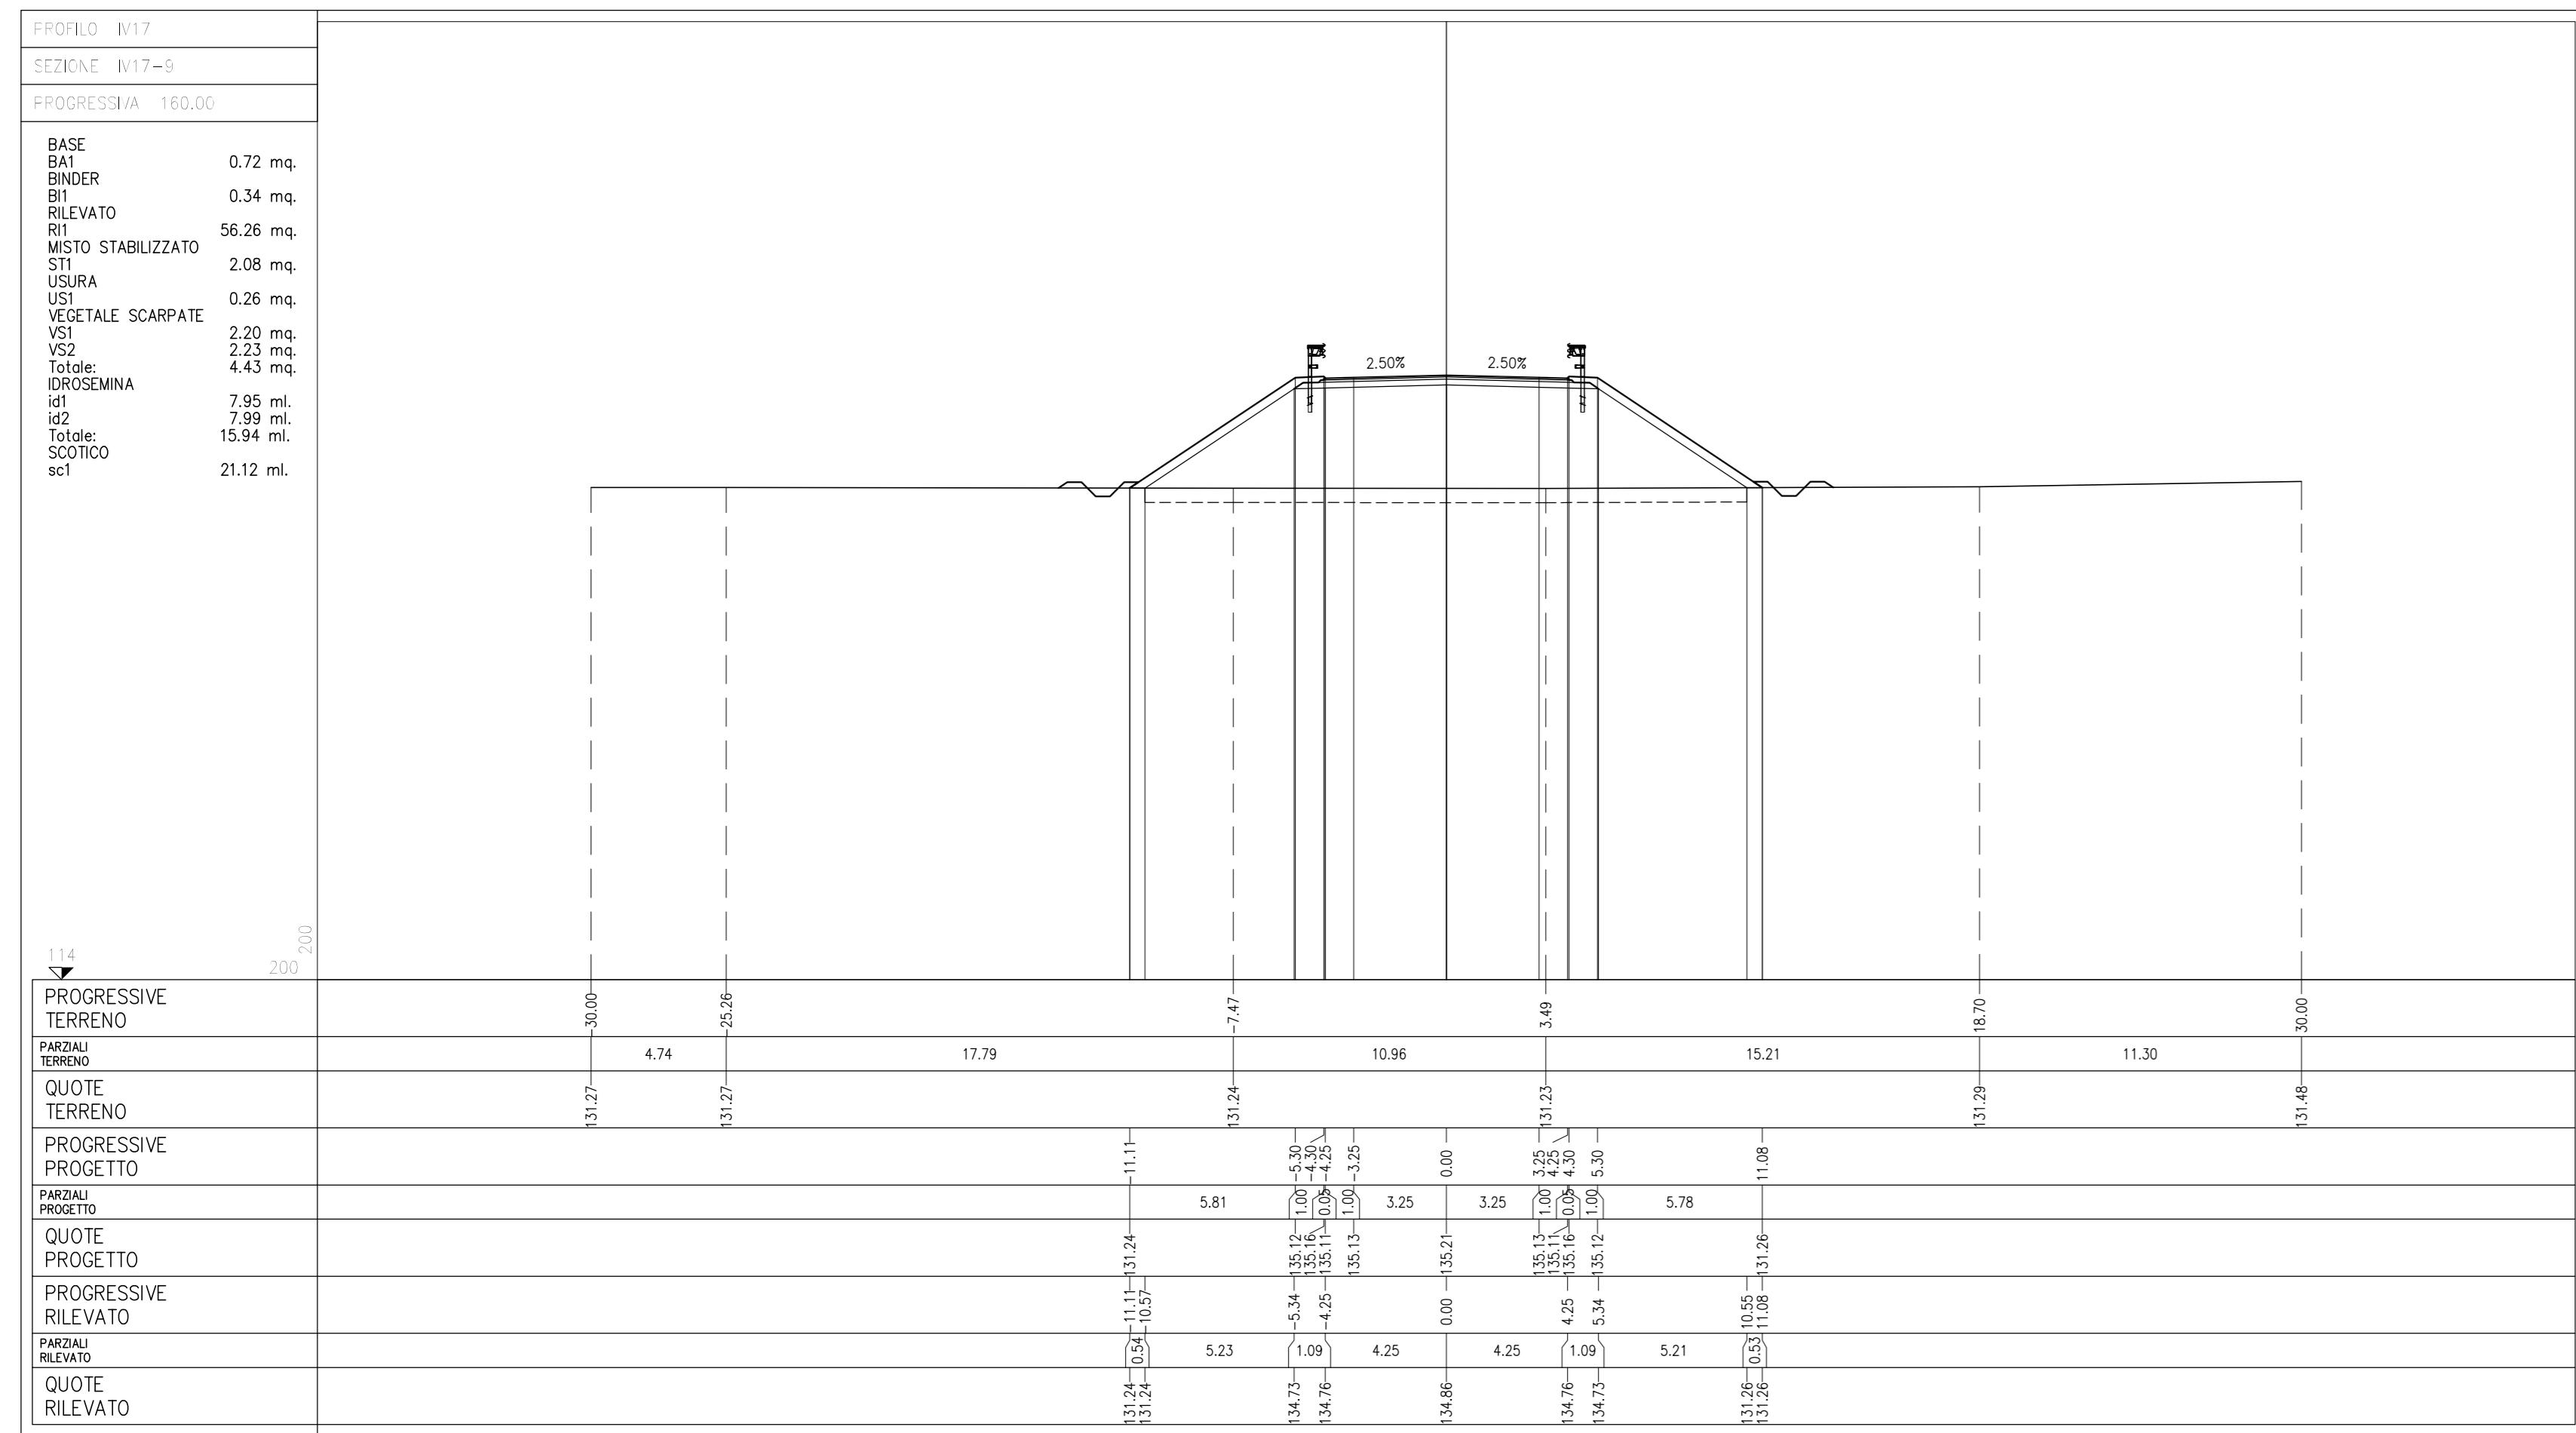 PROFILO IV17
SEZIONE IV17-9
PROGRESSIVA 160.00
BASE
BA1 0.72 mq.
BINDER
BI1 0.34 mq.
RILEVATO
RI1 56.26 mq.
MISTO STABILIZZATO
ST1 2.08 mq.
USURA
US1 0.26 mq.
VEGETALE SCARPATE
VS1 2.20 mq.
VS2 2.23 mq.
Totale: 4.43 mq.
IDROSEMINA
id1 7.95 ml.
id2 7.99 ml.
Totale: 15.94 ml.
SCOTICO
sc1 21.12 ml.
2.50% 2.50%
114
200
200
PROGRESSIVE
TERRENO
-30.00 -25.26 -7.47 3.49 18.70 30.00
PARZIALI
TERRENO
4.74 17.79 10.96 15.21 11.30
QUOTE
TERRENO
131.27 131.27 131.24 131.23 131.29 131.48
PROGRESSIVE
PROGETTO
-11.11 -5.30 -4.30 -4.25 -3.25 0.00 3.25 4.25 4.30 5.30 11.08
PARZIALI
PROGETTO
5.81 1.00 0.05 1.00 3.25 3.25 1.00 0.05 1.00 5.78
QUOTE
PROGETTO
131.24 135.12 135.16 135.11 135.13 135.21 135.13 135.11 135.16 135.12 131.26
PROGRESSIVE
RILEVATO
-11.11 -10.57 -5.34 -4.25 0.00 4.25 5.34 10.55 11.08
PARZIALI
RILEVATO
0.54 5.23 1.09 4.25 4.25 1.09 5.21 0.53
QUOTE
RILEVATO
131.24 131.24 134.73 134.76 134.86 134.76 134.73 131.26 131.26